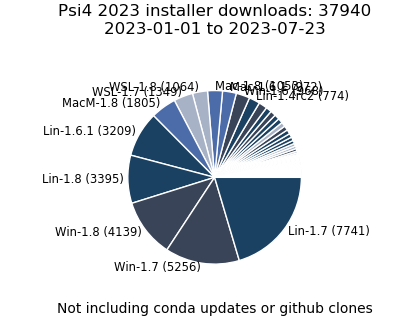 Psi4 2023 installer downloads: 37940
2023-01-01 to 2023-07-23
WSL-1.8 (1064)
WSL-1.7 (1349)
MacM-1.8 (1805)
Lin-1.6.1 (3209)
Lin-1.8 (3395)
Win-1.8 (4139)
Win-1.7 (5256)
Lin-1.7 (7741)
Lin-1.4rc2 (774)
Not including conda updates or github clones